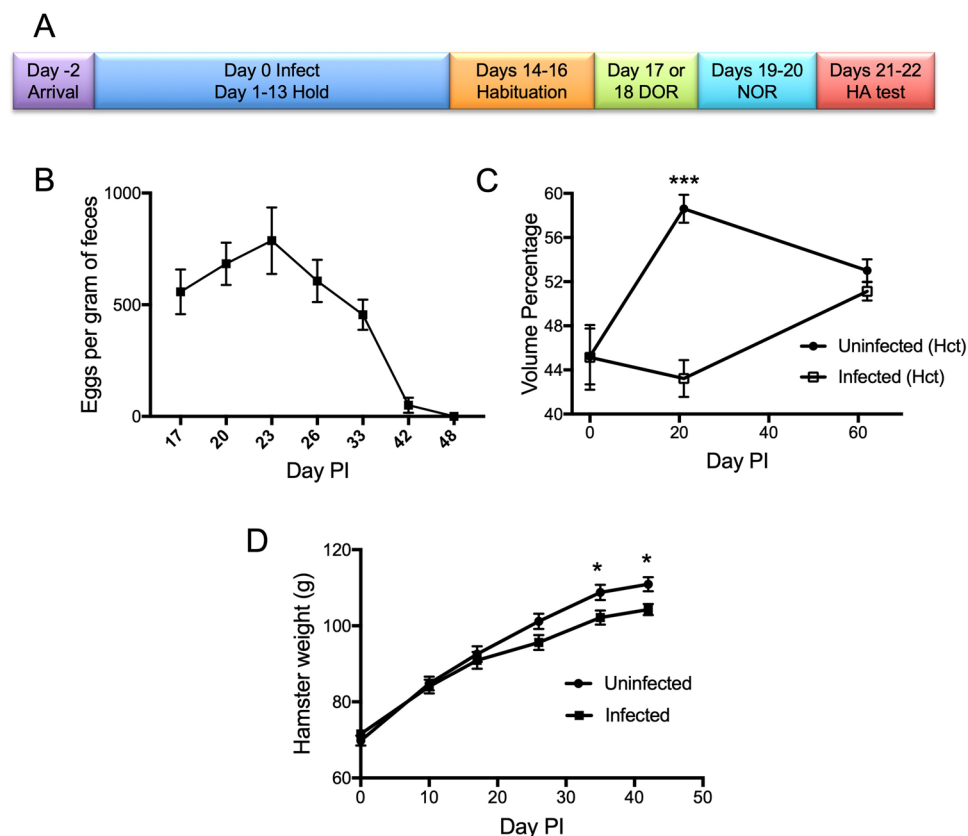 A
Day -2
Arrival
Day 0 Infect
Day 1-13 Hold
Days 14-16
Habituation
Day 17 or
18 DOR
Days 19-20
NOR
Days 21-22
HA test
B
Eggs per gram of feces
1000
500
0
17 20 23 26 33 42 48
Day PI
C
Volume Percentage
60
56
52
48
44
40
***
Uninfected (Hct)
Infected (Hct)
0 20 40 60
Day PI
D
Hamster weight (g)
120
100
80
60
* *
Uninfected
Infected
0 10 20 30 40 50
Day PI